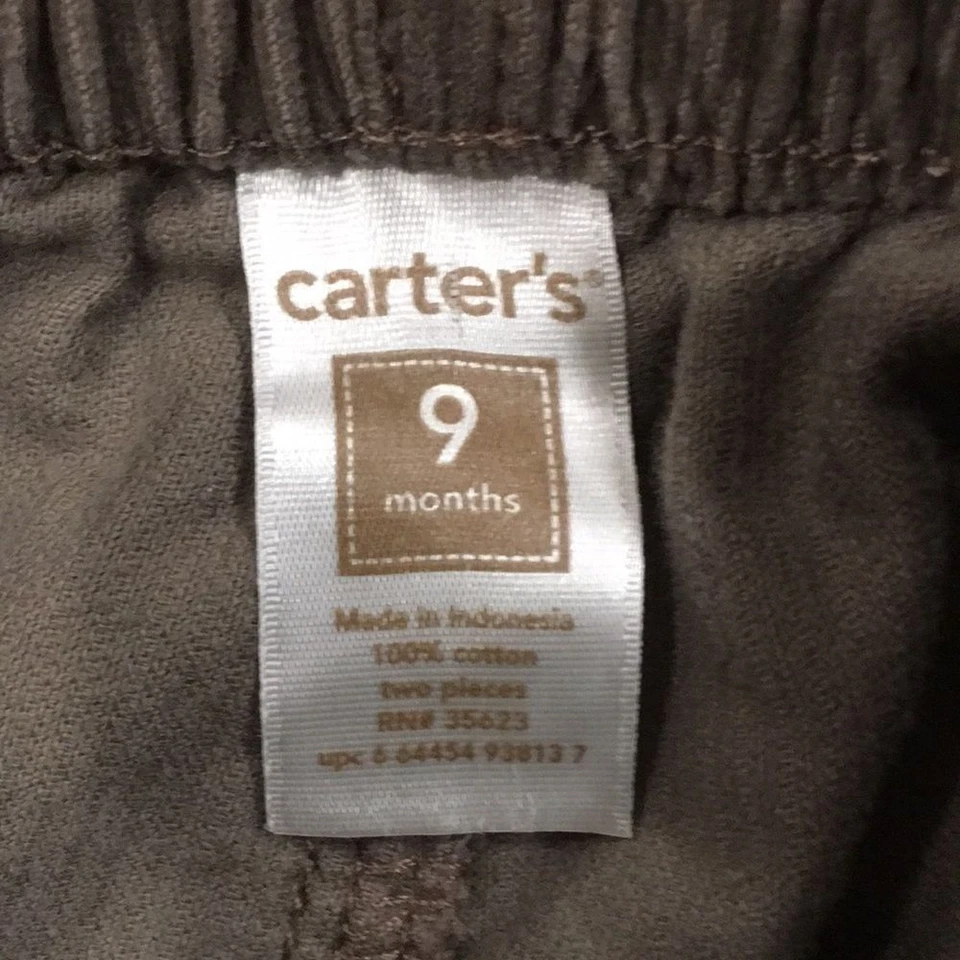 carter's
9
months
Made in Indonesia
100% cotton
two pieces
RN# 35623
upc 6 64454 93813 7